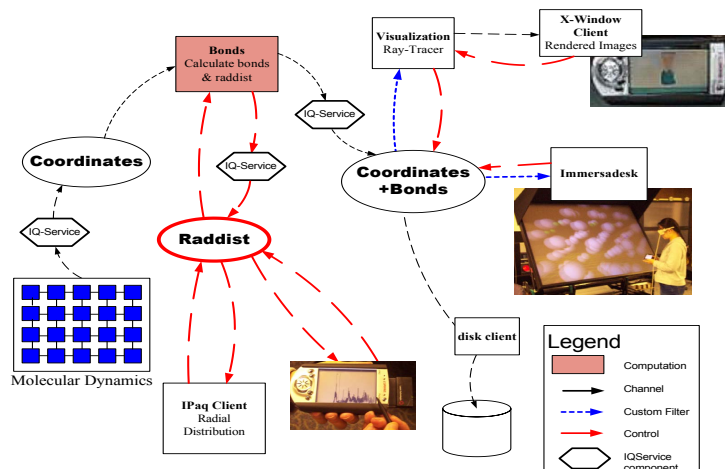 Bonds
Calculate bonds
& raddist
Visualization
Ray-Tracer
X-Window
Client
Rendered Images
IQ-Service
IQ-Service
Coordinates
Coordinates
+Bonds
Immersadesk
IQ-Service
Raddist
Molecular Dynamics
IPaq Client
Radial
Distribution
disk client
Legend
Computation
Channel
Custom Filter
Control
IQService
component